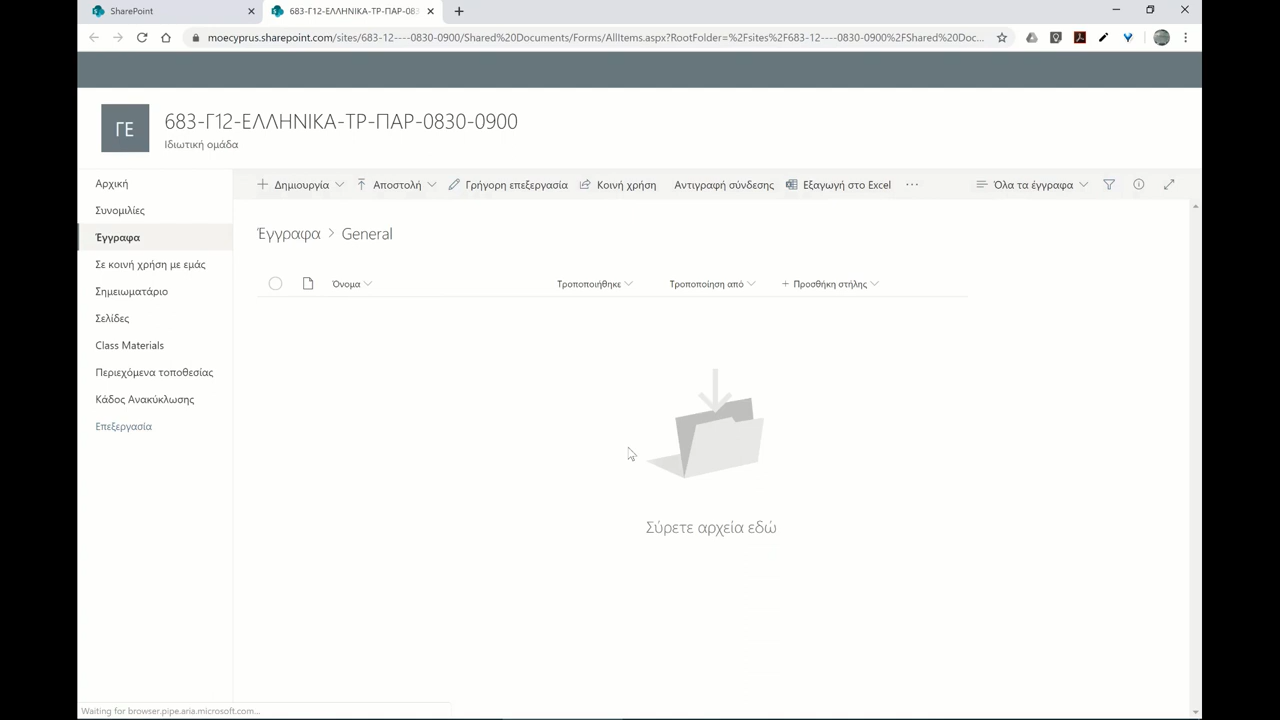 SharePoint
683-Γ12-ΕΛΛΗΝΙΚΑ-ΤΡ-ΠΑΡ-083
moecyprus.sharepoint.com/sites/683-12----0830-0900/Shared%20Documents/Forms/AllItems.aspx?RootFolder=%2Fsites%2F683-12----0830-0900%2FShared%20Doc...
ΓΕ
683-Γ12-ΕΛΛΗΝΙΚΑ-ΤΡ-ΠΑΡ-0830-0900
Ιδιωτική ομάδα
Αρχική
Συνομιλίες
Έγγραφα
Σε κοινή χρήση με εμάς
Σημειωματάριο
Σελίδες
Class Materials
Περιεχόμενα τοποθεσίας
Κάδος Ανακύκλωσης
Επεξεργασία
Δημιουργία Αποστολή Γρήγορη επεξεργασία Κοινή χρήση Αντιγραφή σύνδεσης Εξαγωγή στο Excel ··· Όλα τα έγγραφα
Έγγραφα > General
Όνομα Τροποποιήθηκε Τροποποίηση από + Προσθήκη στήλης
Σύρετε αρχεία εδώ
Waiting for browser.pipe.aria.microsoft.com...